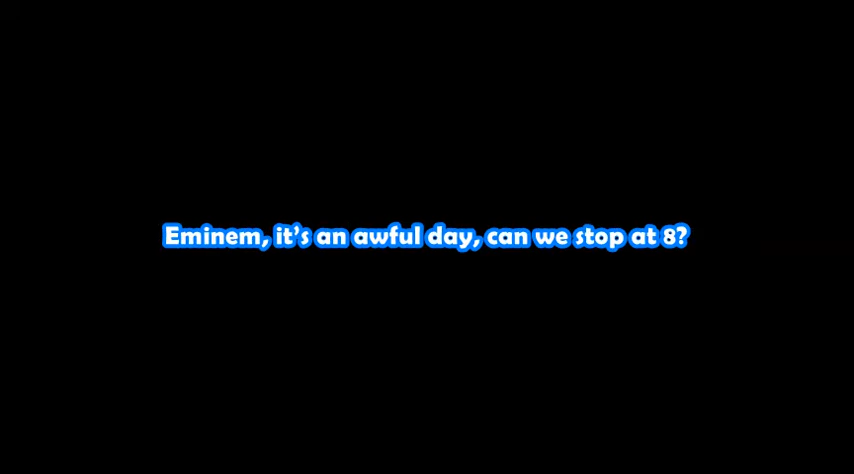 Eminem, it’s an awful day, can we stop at 8?